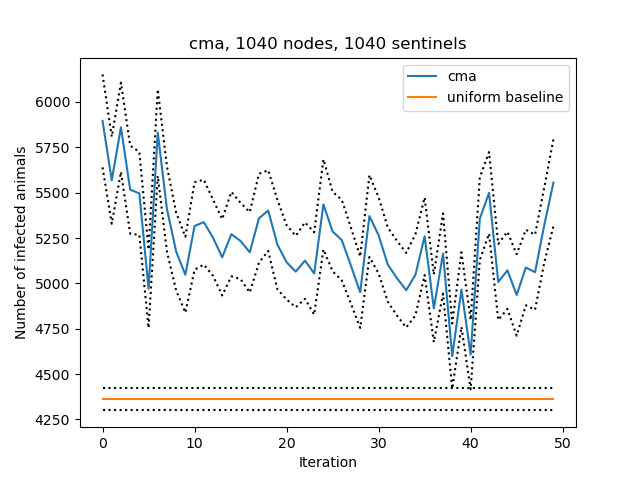 cma, 1040 nodes, 1040 sentinels
cma
uniform baseline
Number of infected animals
6000
5750
5500
5250
5000
4750
4500
4250
0 10 20 30 40 50
Iteration